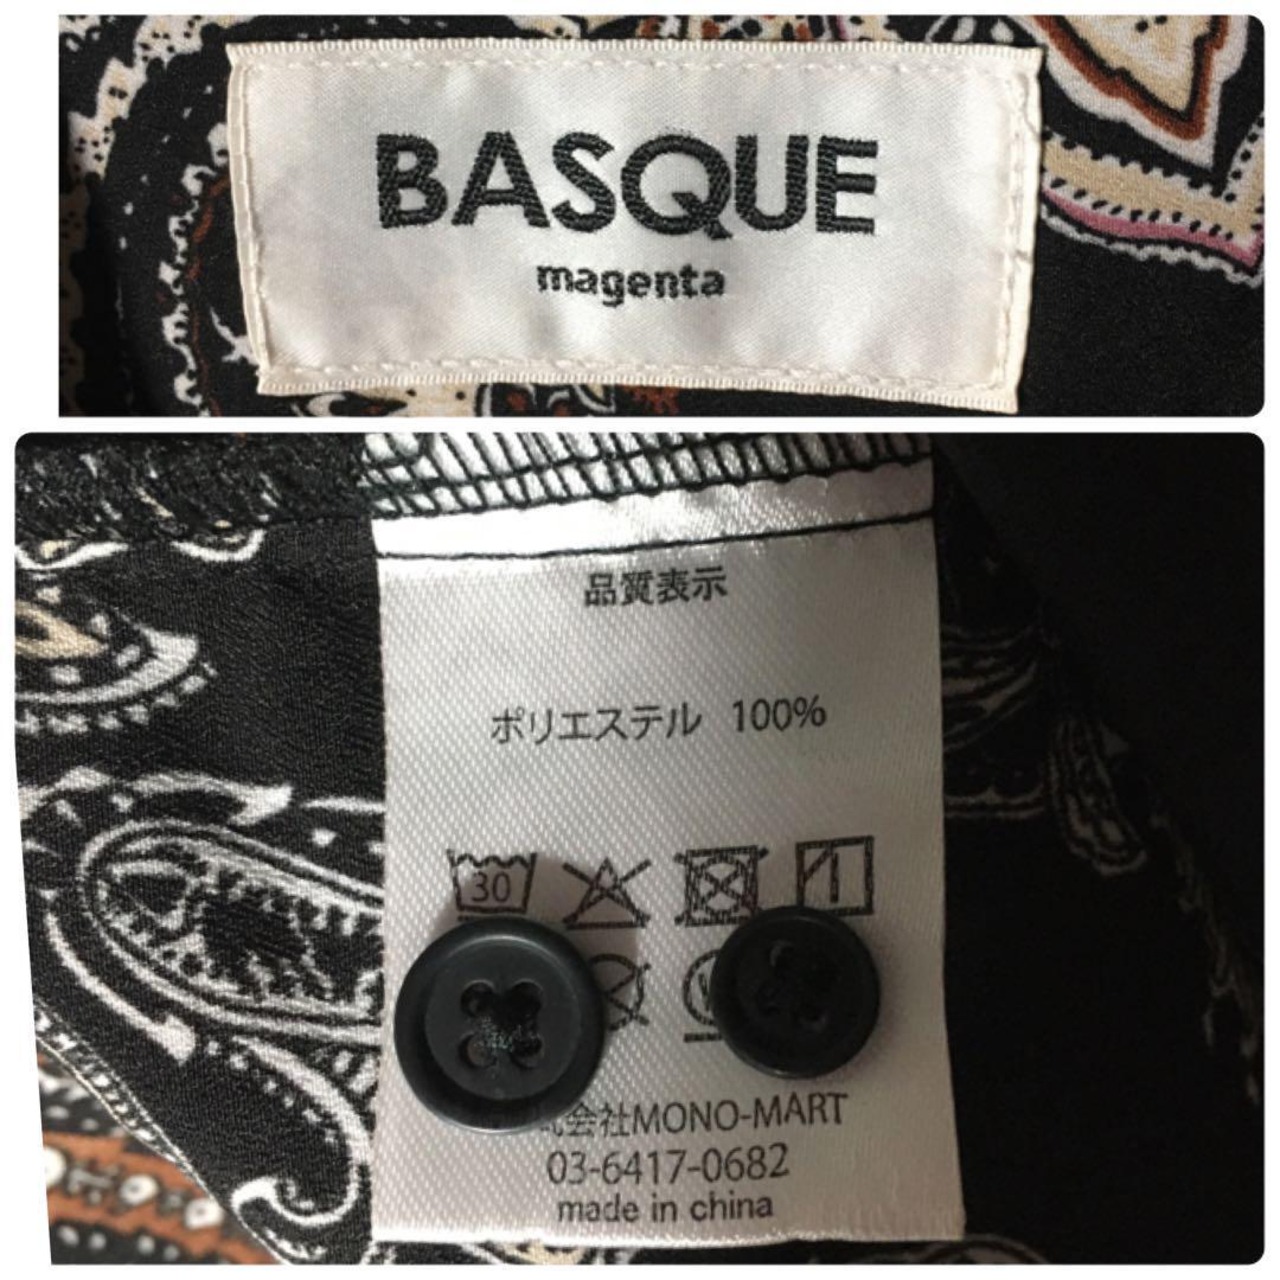 BASQUE
magenta
品質表示
ポリエステル 100%
30
会社MONO-MART
03-6417-0682
made in china